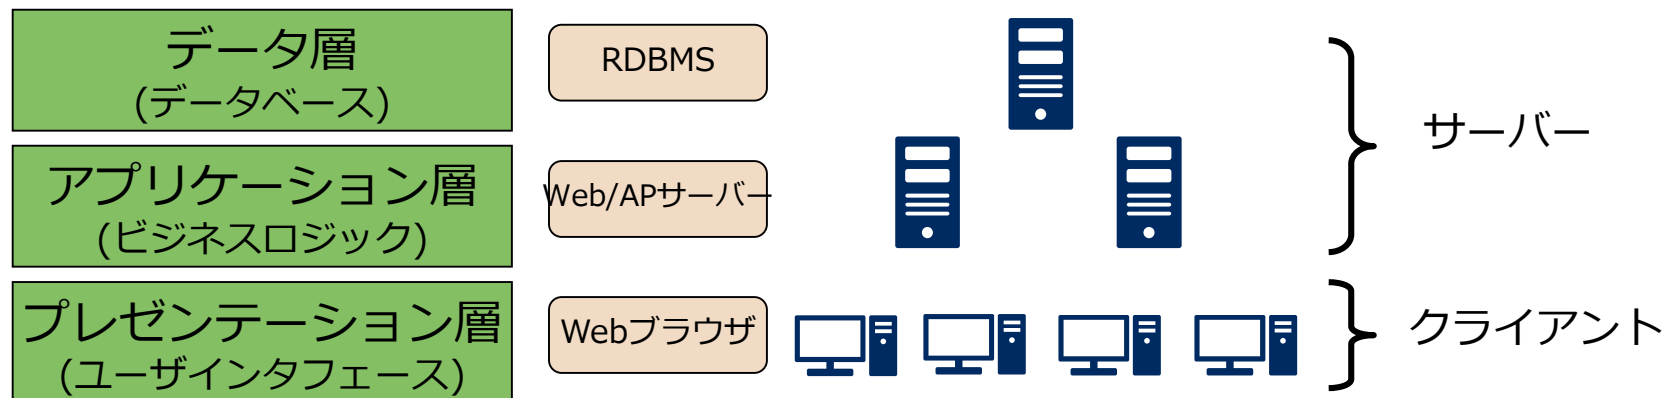 データ層
(データベース)
RDBMS
サーバー
アプリケーション層
(ビジネスロジック)
Web/APサーバー
プレゼンテーション層
(ユーザインタフェース)
Webブラウザ
クライアント